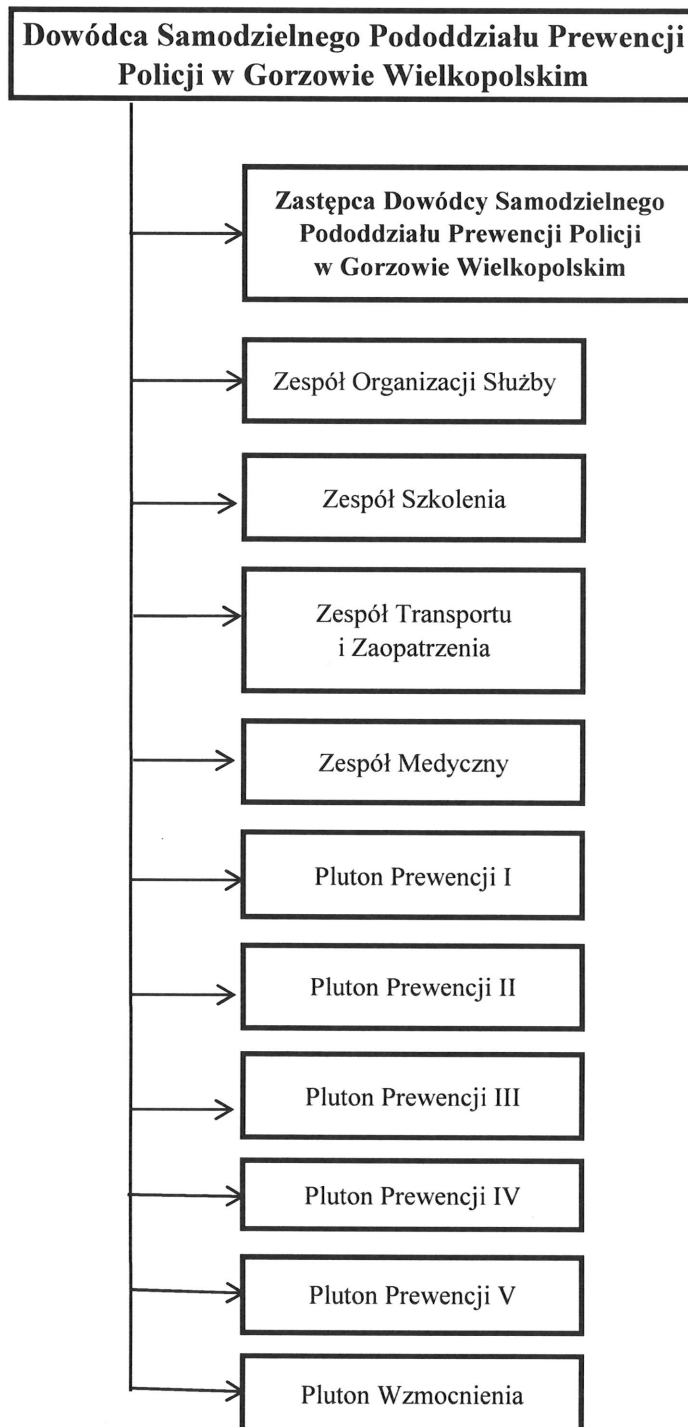 Dowódca Samodzielnego Pododdziału Prewencji
Policji w Gorzowie Wielkopolskim
Zastępca Dowódcy Samodzielnego
Pododdziału Prewencji Policji
w Gorzowie Wielkopolskim
Zespół Organizacji Służby
Zespół Szkolenia
Zespół Transportu
i Zaopatrzenia
Zespół Medyczny
Pluton Prewencji I
Pluton Prewencji II
Pluton Prewencji III
Pluton Prewencji IV
Pluton Prewencji V
Pluton Wzmocnienia